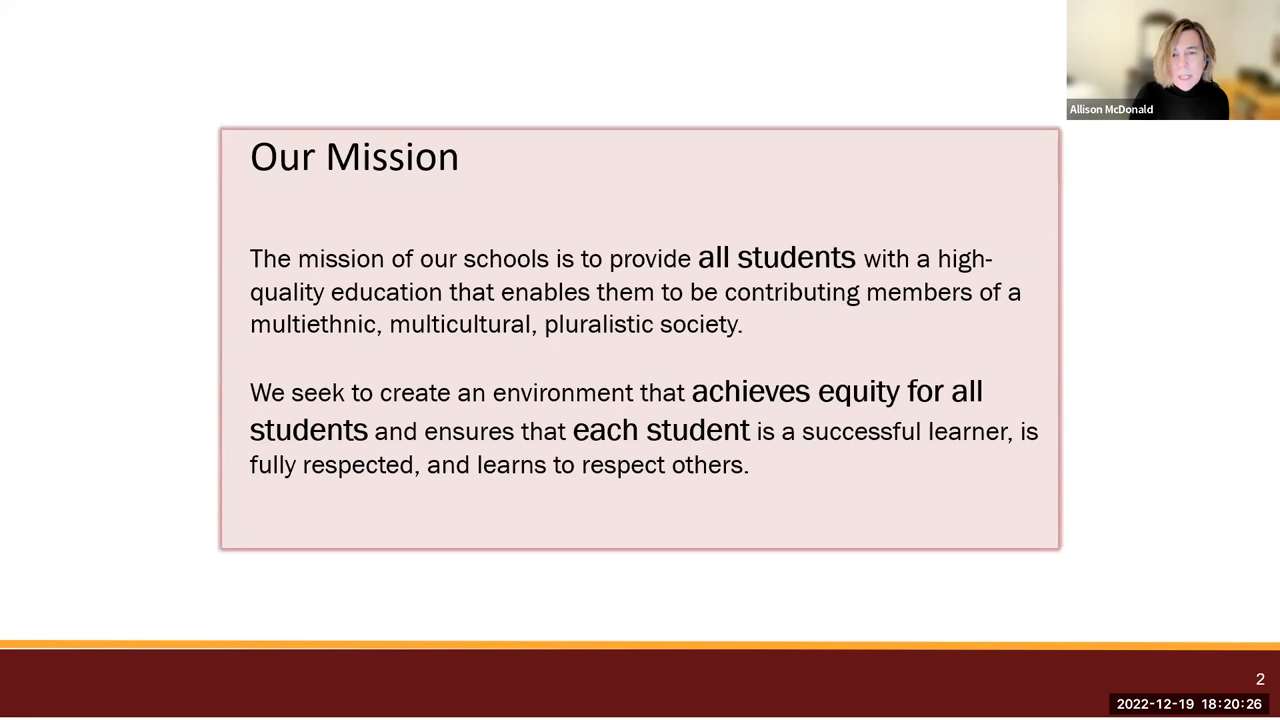 Allison McDonald
Our Mission
The mission of our schools is to provide all students with a high-
quality education that enables them to be contributing members of a
multiethnic, multicultural, pluralistic society.
We seek to create an environment that achieves equity for all
students and ensures that each student is a successful learner, is
fully respected, and learns to respect others.
2
2022-12-19 18:20:26